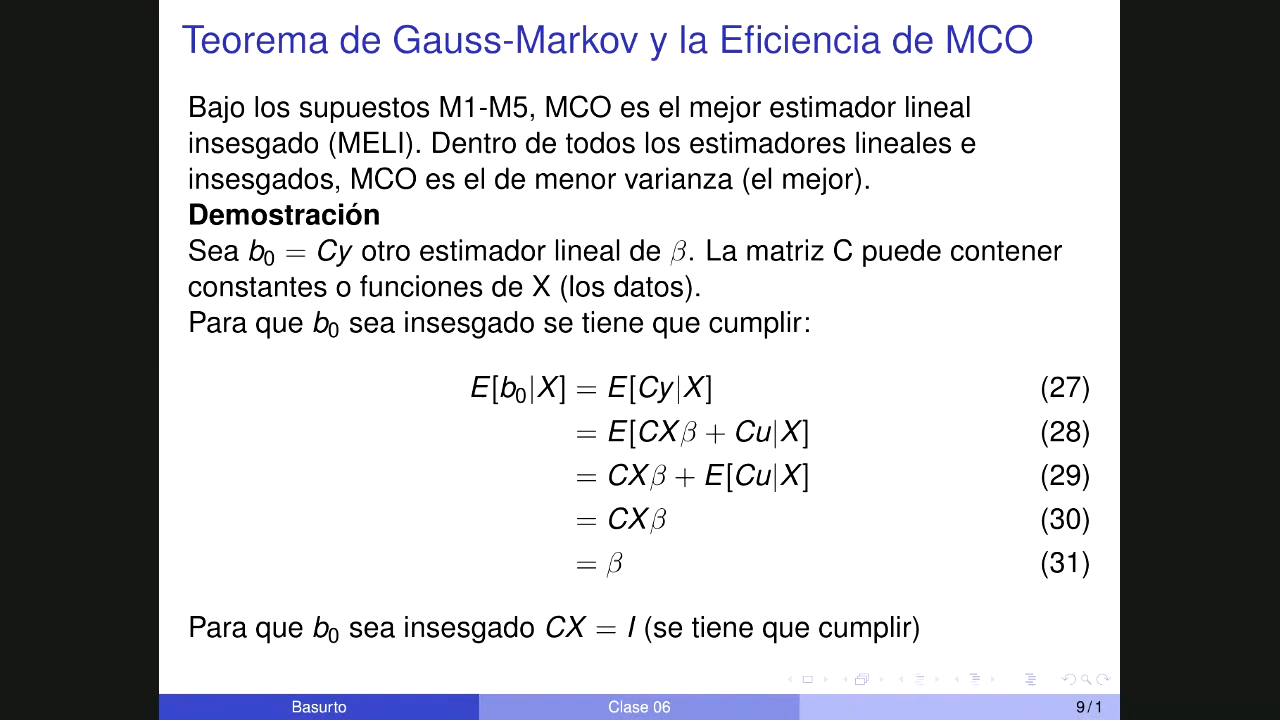 Teorema de Gauss-Markov y la Eficiencia de MCO
Bajo los supuestos M1-M5, MCO es el mejor estimador lineal
insesgado (MELI). Dentro de todos los estimadores lineales e
insesgados, MCO es el de menor varianza (el mejor).
Demostración
Sea b₀ = Cy otro estimador lineal de β. La matriz C puede contener
constantes o funciones de X (los datos).
Para que b₀ sea insesgado se tiene que cumplir:
E[b₀|X] = E[Cy|X] (27)
= E[CXβ + Cu|X] (28)
= CXβ + E[Cu|X] (29)
= CXβ (30)
= β (31)
Para que b₀ sea insesgado CX = I (se tiene que cumplir)
Basurto Clase 06 9 / 1